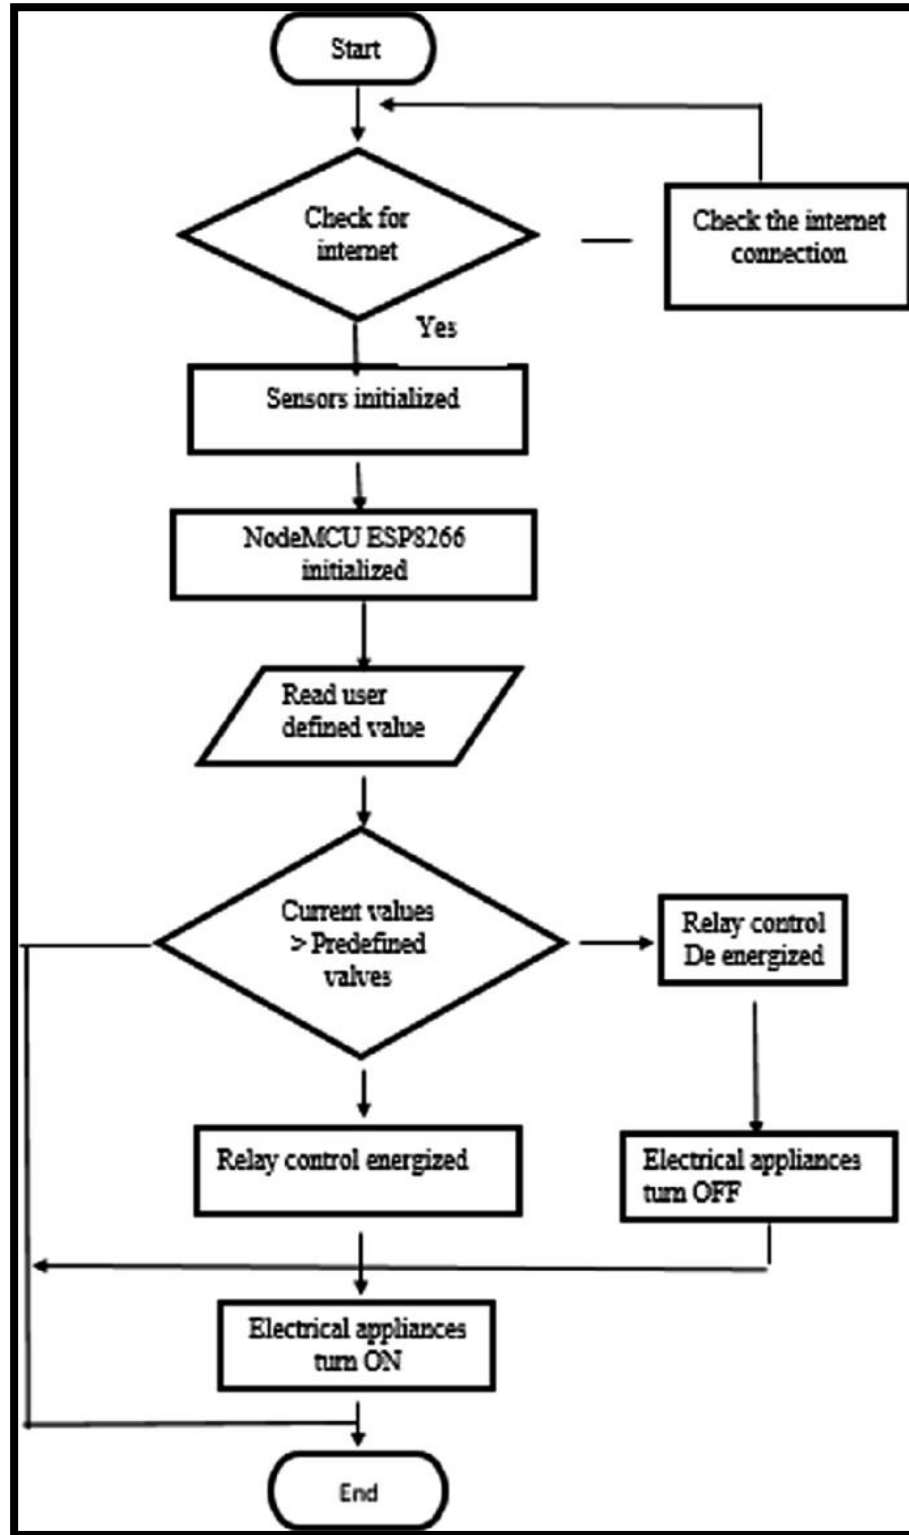 Start
Check for
internet
Check the internet
connection
Yes
Sensors initialized
NodeMCU ESP8266
initialized
Read user
defined value
Current values
> Predefined
valves
Relay control
De energized
Relay control energized
Electrical appliances
turn OFF
Electrical appliances
turn ON
End